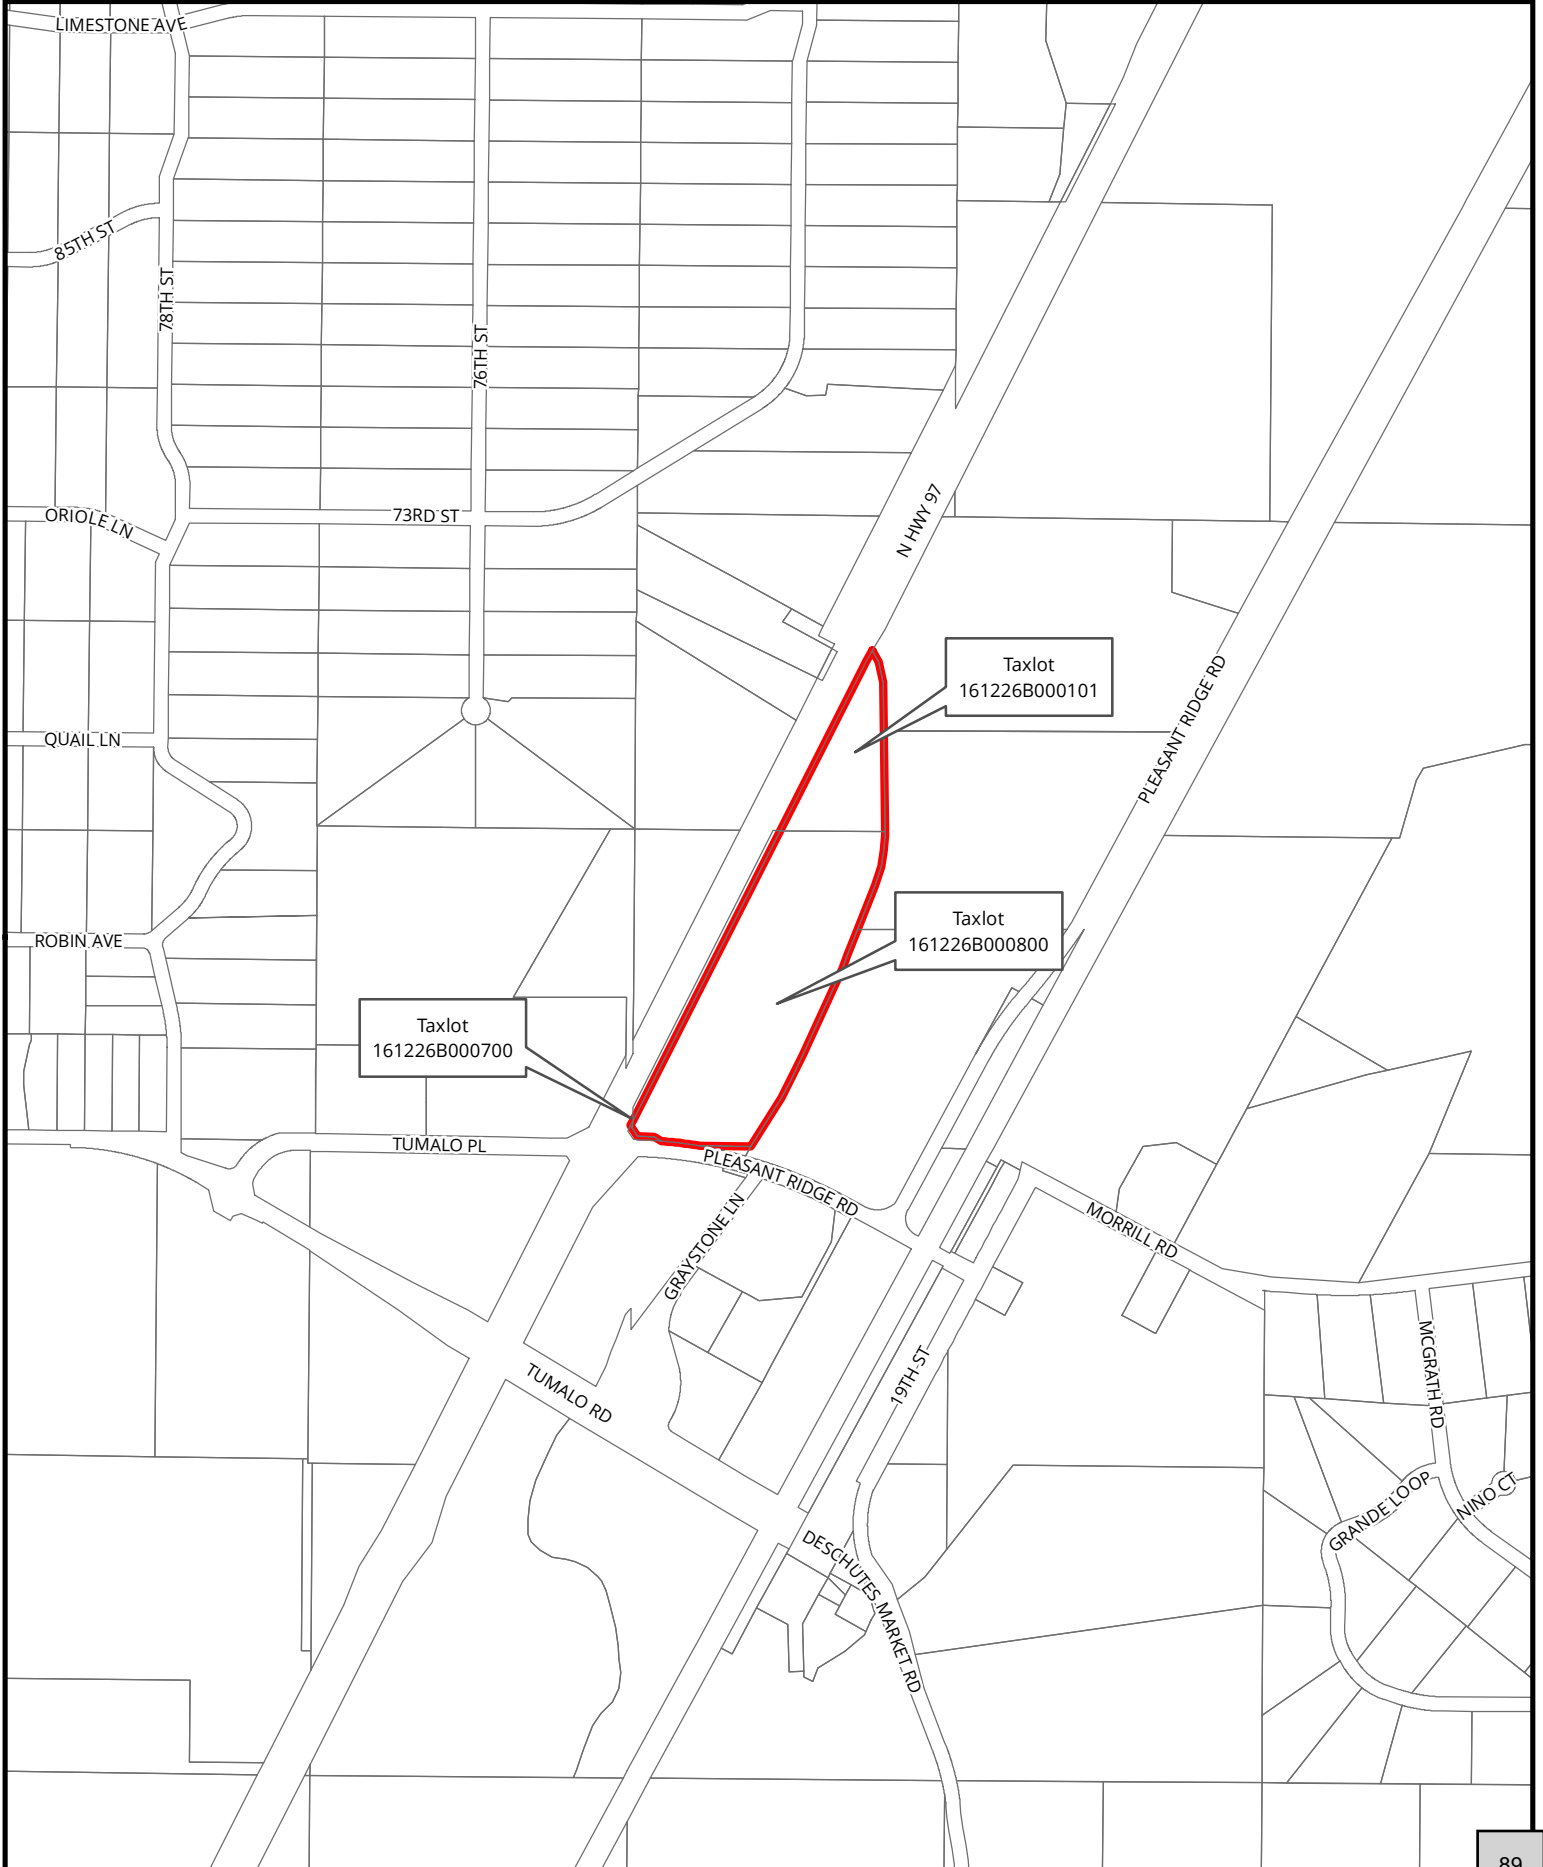 LIMESTONE AVE
85TH ST
78TH ST
76TH ST
N HWY 97
ORIOLE LN
73RD ST
Taxlot
161226B000101
PLEASANT RIDGE RD
QUAIL LN
Taxlot
161226B000800
ROBIN AVE
Taxlot
161226B000700
TUMALO PL
PLEASANT RIDGE RD
GRAYSTONE LN
MORRILL RD
TUMALO RD
19TH ST
MCGRATH RD
GRANDE LOOP
NINO CT
DESCHUTES MARKET RD
89